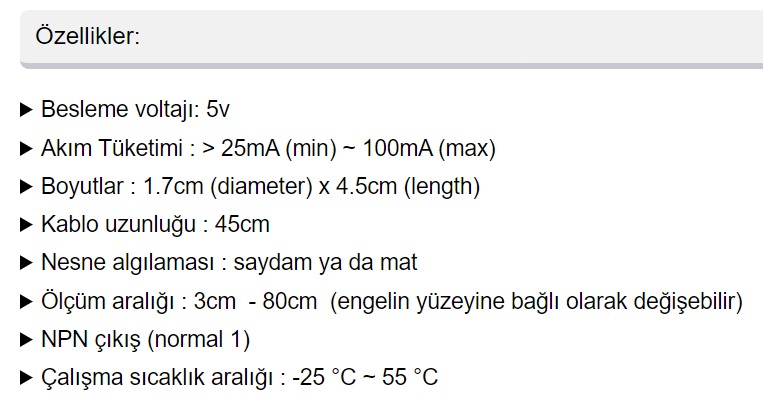 Özellikler:
▶ Besleme voltajı: 5v
▶ Akım Tüketimi : > 25mA (min) ~ 100mA (max)
▶ Boyutlar : 1.7cm (diameter) x 4.5cm (length)
▶ Kablo uzunluğu : 45cm
▶ Nesne algılaması : saydam ya da mat
▶ Ölçüm aralığı : 3cm  - 80cm  (engelin yüzeyine bağlı olarak değişebilir)
▶ NPN çıkış (normal 1)
▶ Çalışma sıcaklık aralığı : -25 °C ~ 55 °C